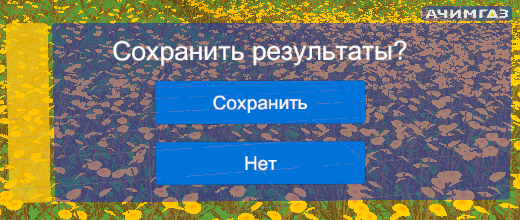 АЧИМГАЗ
Сохранить результаты?
Сохранить
Нет